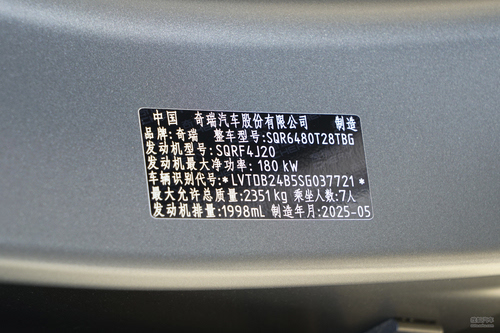 中国 奇瑞汽车股份有限公司 制造
品牌:奇瑞 整车型号:SQR6480T28TBG
发动机型号:SQRF4J20
发动机最大净功率:180 kW
车辆识别代号:*LVTDB24B5SG037721*
最大允许总质量:2351kg 乘坐人数:7人
发动机排量:1998mL 制造年月:2025-05